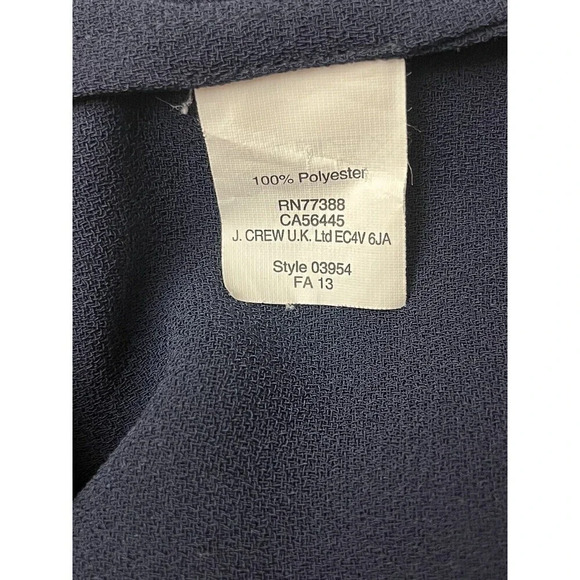 100% Polyester
RN77388
CA56445
J. CREW U.K. Ltd EC4V 6JA
Style 03954
FA 13